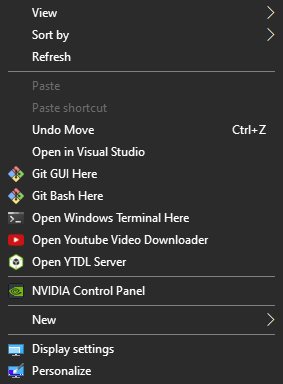 View
Sort by
Refresh
Paste
Paste shortcut
Undo Move Ctrl+Z
Open in Visual Studio
Git GUI Here
Git Bash Here
Open Windows Terminal Here
Open Youtube Video Downloader
Open YTDL Server
NVIDIA Control Panel
New
Display settings
Personalize